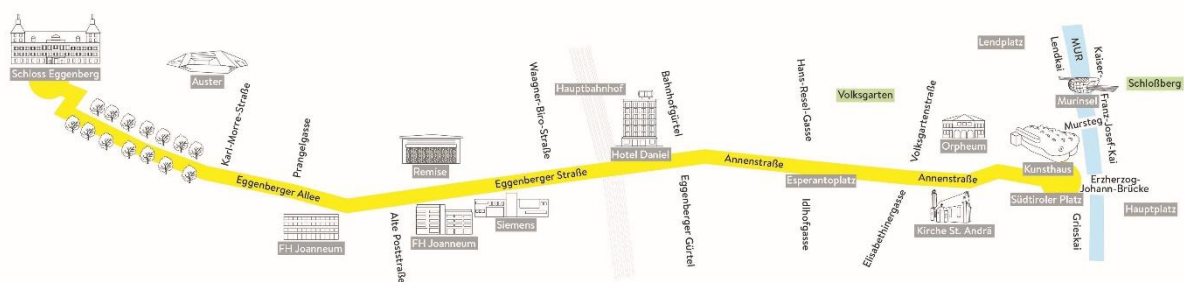 Schloss Eggenberg
Auster
Karl-Morre-Straße
Prangelgasse
Eggenberger Allee
FH Joanneum
Remise
Alte Poststraße
FH Joanneum
Siemens
Eggenberger Straße
Waagner-Biro-Straße
Hauptbahnhof
Hotel Daniel
Bahnhofgürtel
Eggenberger Gürtel
Annenstraße
Hans-Resel-Gasse
Esperantoplatz
Idlhofgasse
Volksgarten
Volksgartenstraße
Elisabethinergasse
Annenstraße
Orpheum
Kirche St. Andrä
Lendplatz
Lendkai
MUR
Kaiser-
Franz-Josef-Kai
Murinsel
Schloßberg
Mursteg
Kunsthaus
Südtiroler Platz
Erzherzog-
Johann-Brücke
Grieskai
Hauptplatz